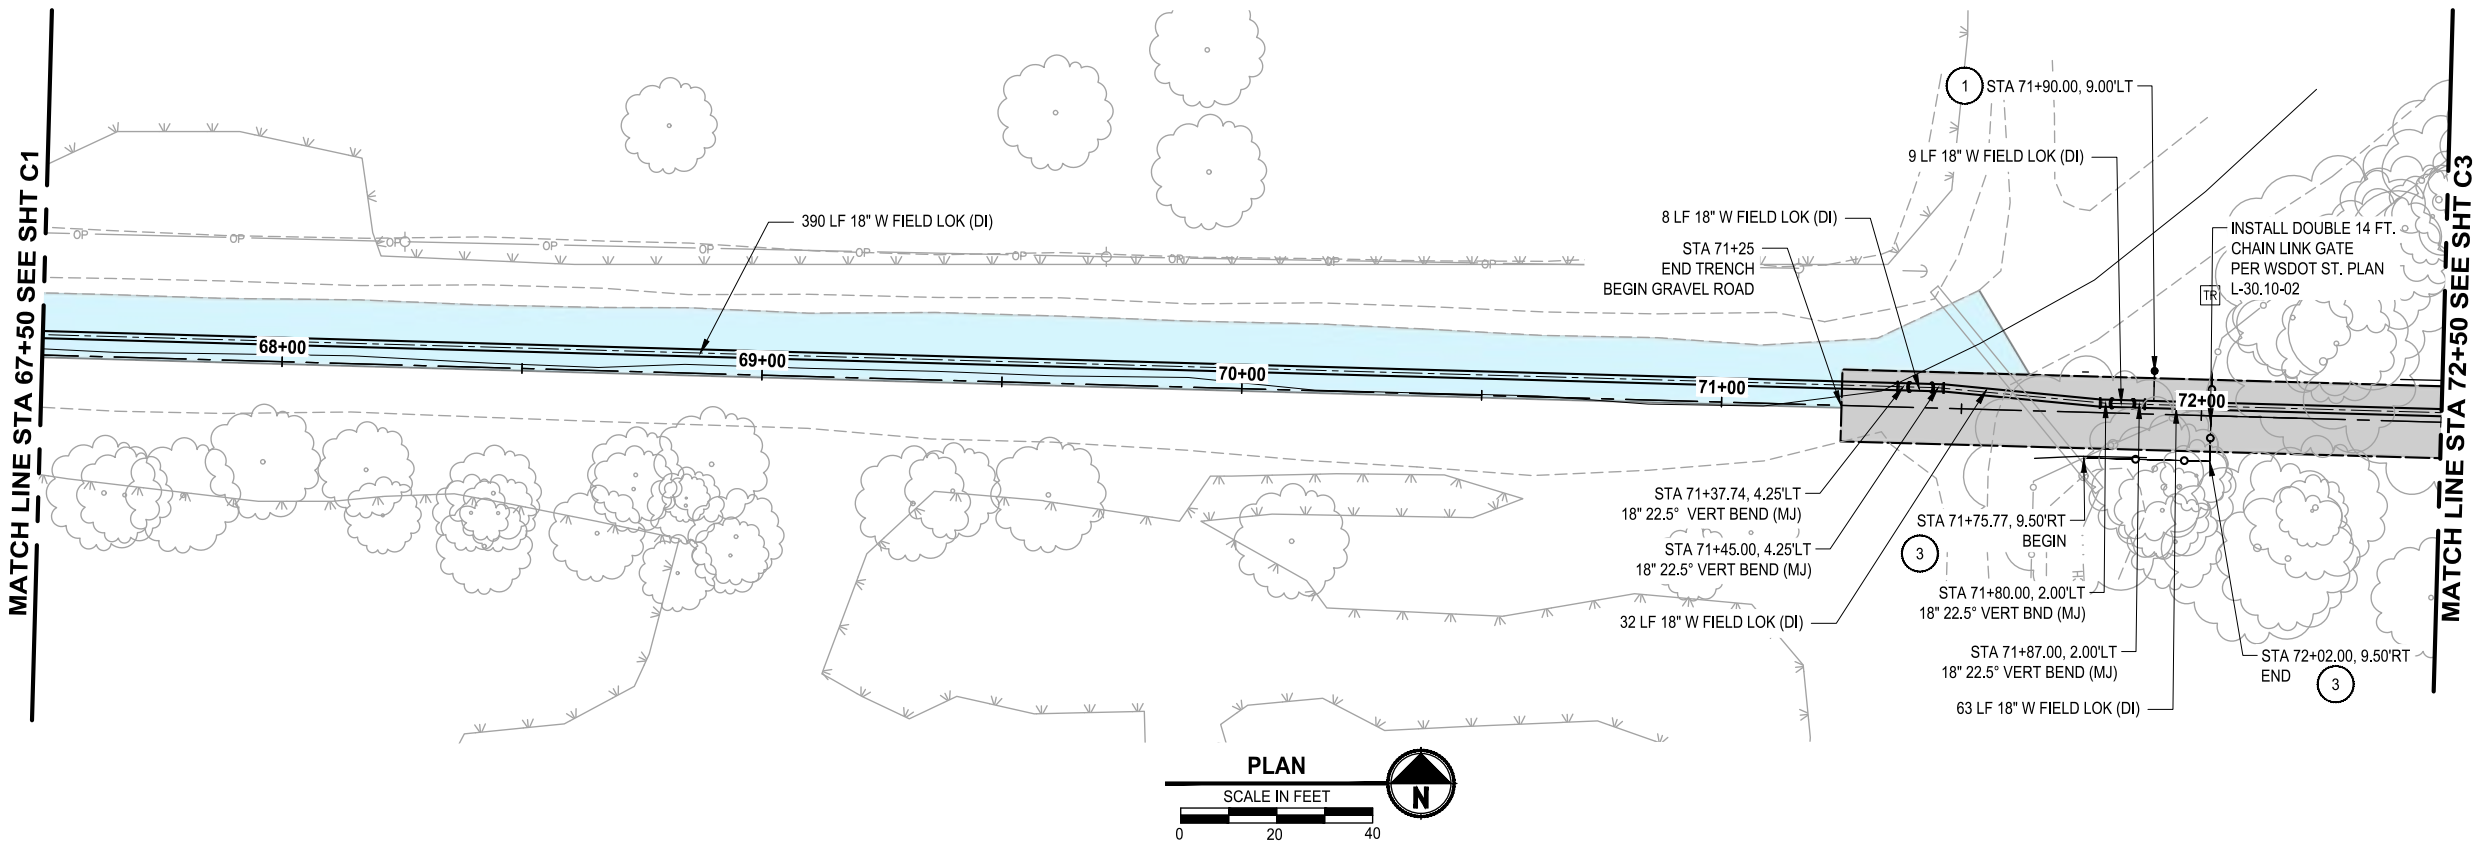 MATCH LINE STA 67+50 SEE SHT C1
OP OP OP OP OP OP OP OP OP
390 LF 18" W FIELD LOK (DI)
68+00
69+00
70+00
71+00
72+00
1
STA 71+90.00, 9.00'LT
9 LF 18" W FIELD LOK (DI)
8 LF 18" W FIELD LOK (DI)
STA 71+25
END TRENCH
BEGIN GRAVEL ROAD
INSTALL DOUBLE 14 FT.
CHAIN LINK GATE
PER WSDOT ST. PLAN
L-30.10-02
TR
STA 71+37.74, 4.25'LT
18" 22.5° VERT BEND (MJ)
STA 71+45.00, 4.25'LT
18" 22.5° VERT BEND (MJ)
32 LF 18" W FIELD LOK (DI)
STA 71+75.77, 9.50'RT
BEGIN
3
STA 71+80.00, 2.00'LT
18" 22.5° VERT BND (MJ)
STA 71+87.00, 2.00'LT
18" 22.5° VERT BEND (MJ)
63 LF 18" W FIELD LOK (DI)
STA 72+02.00, 9.50'RT
END
3
MATCH LINE STA 72+50 SEE SHT C3
PLAN
N
SCALE IN FEET
0 20 40